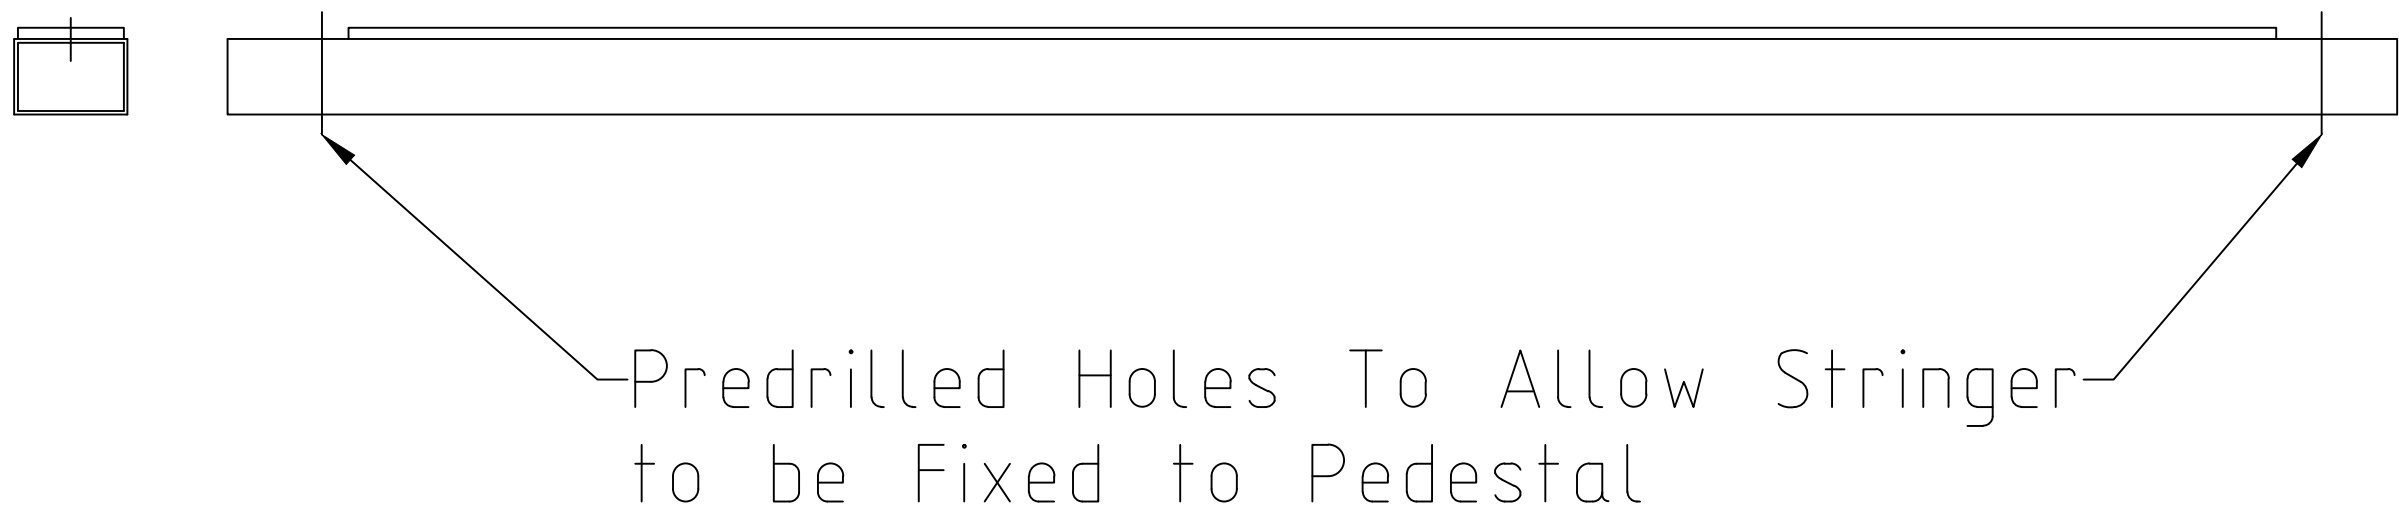 Predrilled Holes To Allow Stringer
to be Fixed to Pedestal